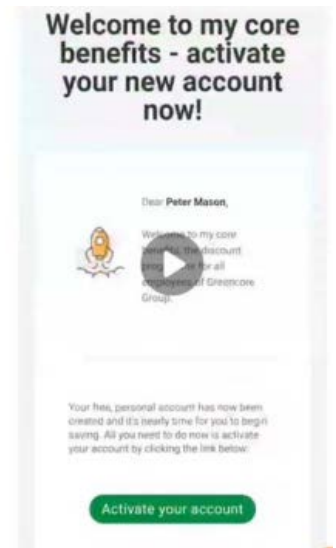 Welcome to my core
benefits - activate
your new account
now!
Dear Peter Mason,
Welcome to my core
the discount
for all
employees of Greencore
Group.
Your free, personal account has now been
created and it's nearly time for you to begin
saving. All you need to do now is activate
your account by clicking the link below:
Activate your account